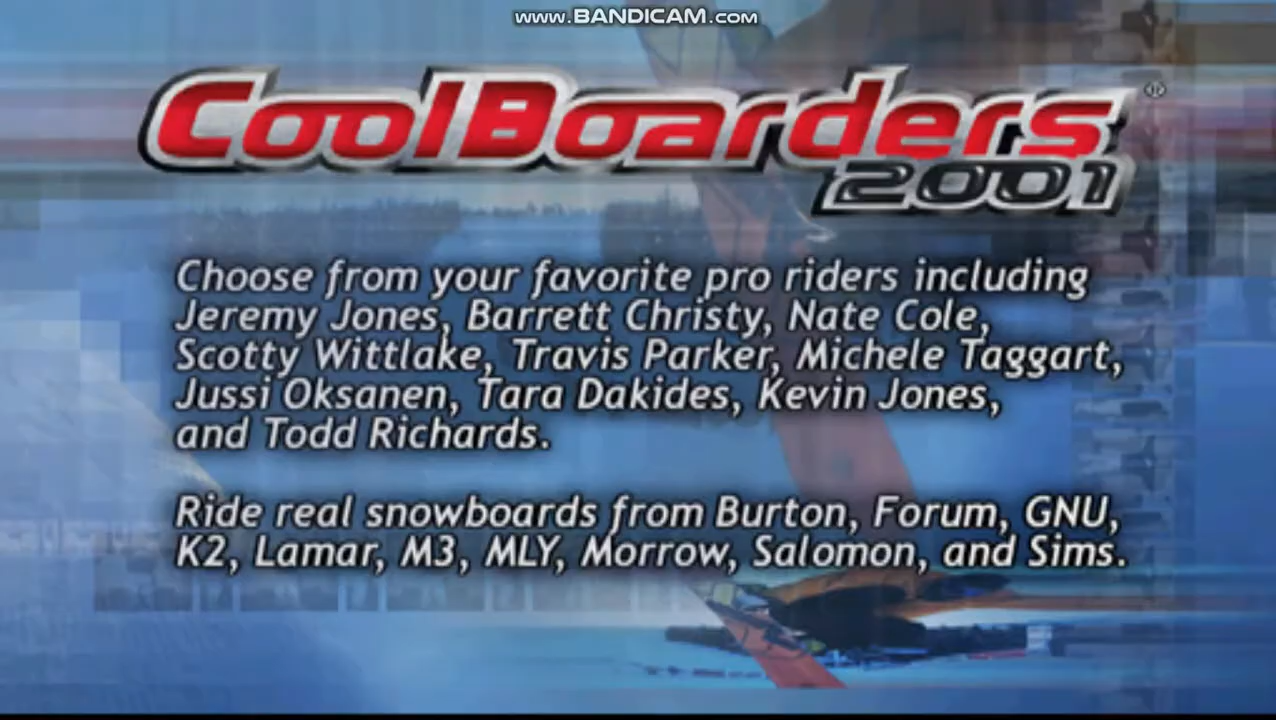 www.BANDICAM.com
CoolBoarders
2001
Choose from your favorite pro riders including
Jeremy Jones, Barrett Christy, Nate Cole,
Scotty Wittlake, Travis Parker, Michele Taggart,
Jussi Oksanen, Tara Dakides, Kevin Jones,
and Todd Richards.
Ride real snowboards from Burton, Forum, GNU,
K2, Lamar, M3, MLY, Morrow, Salomon, and Sims.